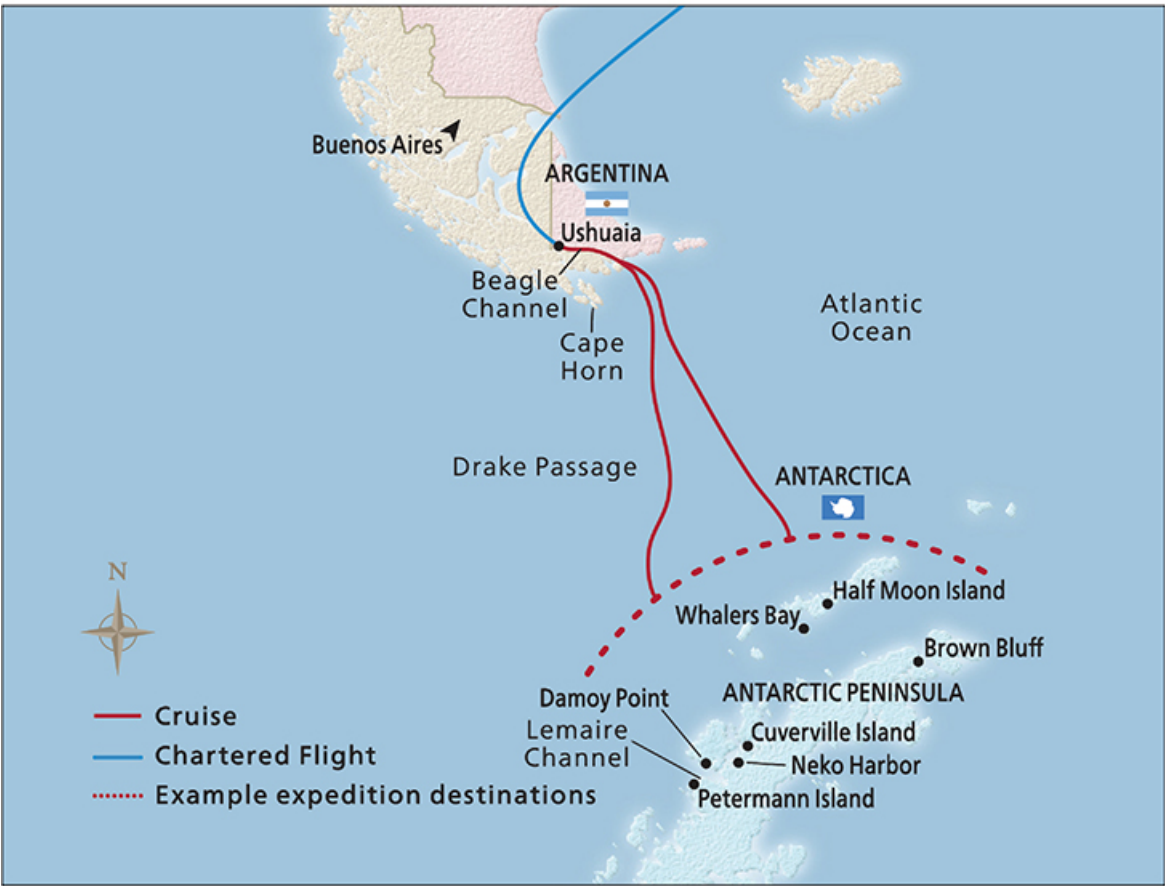 Buenos Aires
ARGENTINA
Ushuaia
Beagle
Channel
Cape
Horn
Atlantic
Ocean
Drake Passage
ANTARCTICA
N
Half Moon Island
Whalers Bay
Brown Bluff
ANTARCTIC PENINSULA
Damoy Point
Lemaire
Channel
Cuverville Island
Neko Harbor
Petermann Island
Cruise
Chartered Flight
Example expedition destinations